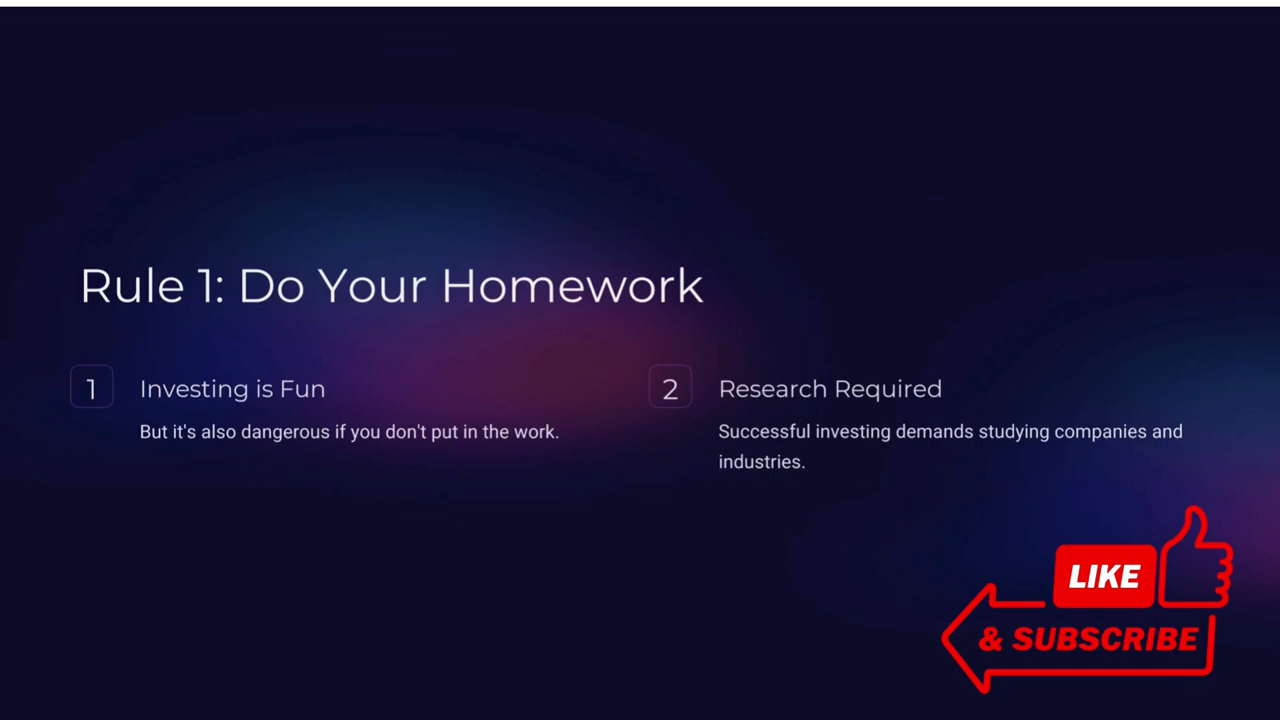 Rule 1: Do Your Homework
1
Investing is Fun
But it's also dangerous if you don't put in the work.
2
Research Required
Successful investing demands studying companies and
industries.
LIKE
& SUBSCRIBE